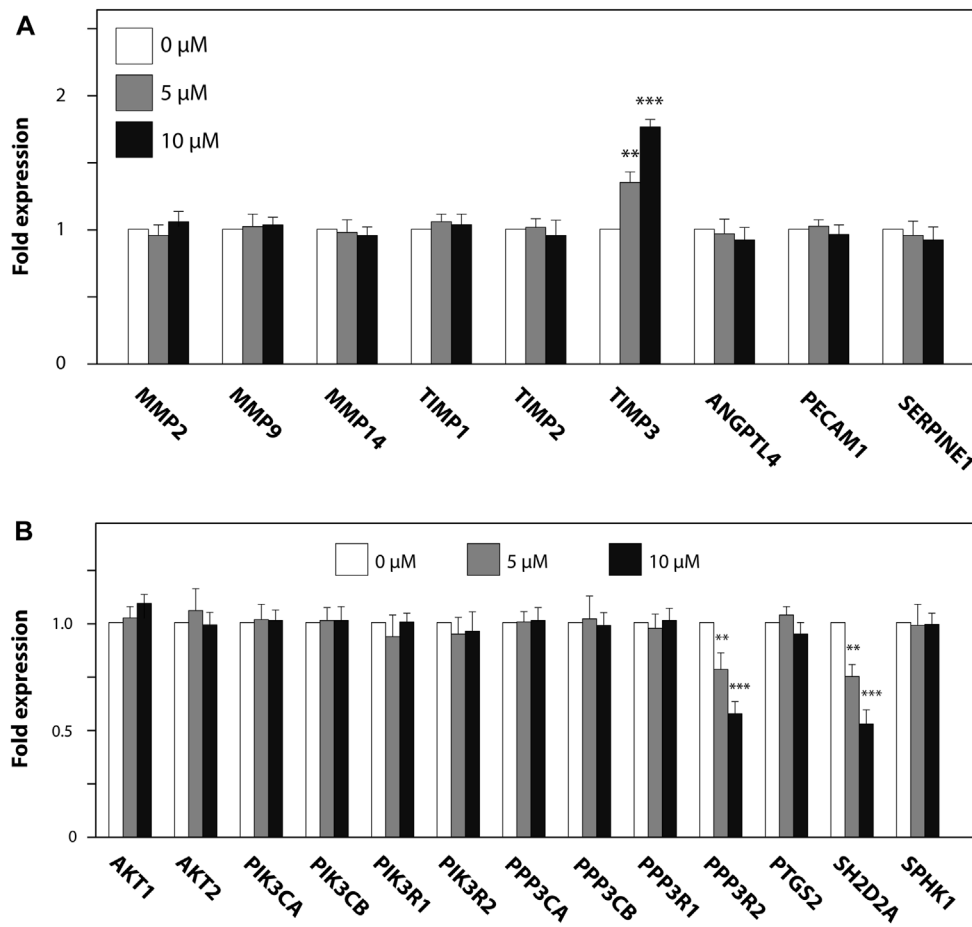 A
0 µM
5 µM
10 µM
Fold expression
2
1
0
**
***
MMP2
MMP9
MMP14
TIMP1
TIMP2
TIMP3
ANGPTL4
PECAM1
SERPINE1
B
0 µM
5 µM
10 µM
Fold expression
1.0
0.5
0
**
***
**
***
AKT1
AKT2
PIK3CA
PIK3CB
PIK3R1
PIK3R2
PPP3CA
PPP3CB
PPP3R1
PPP3R2
PTGS2
SH2D2A
SPHK1